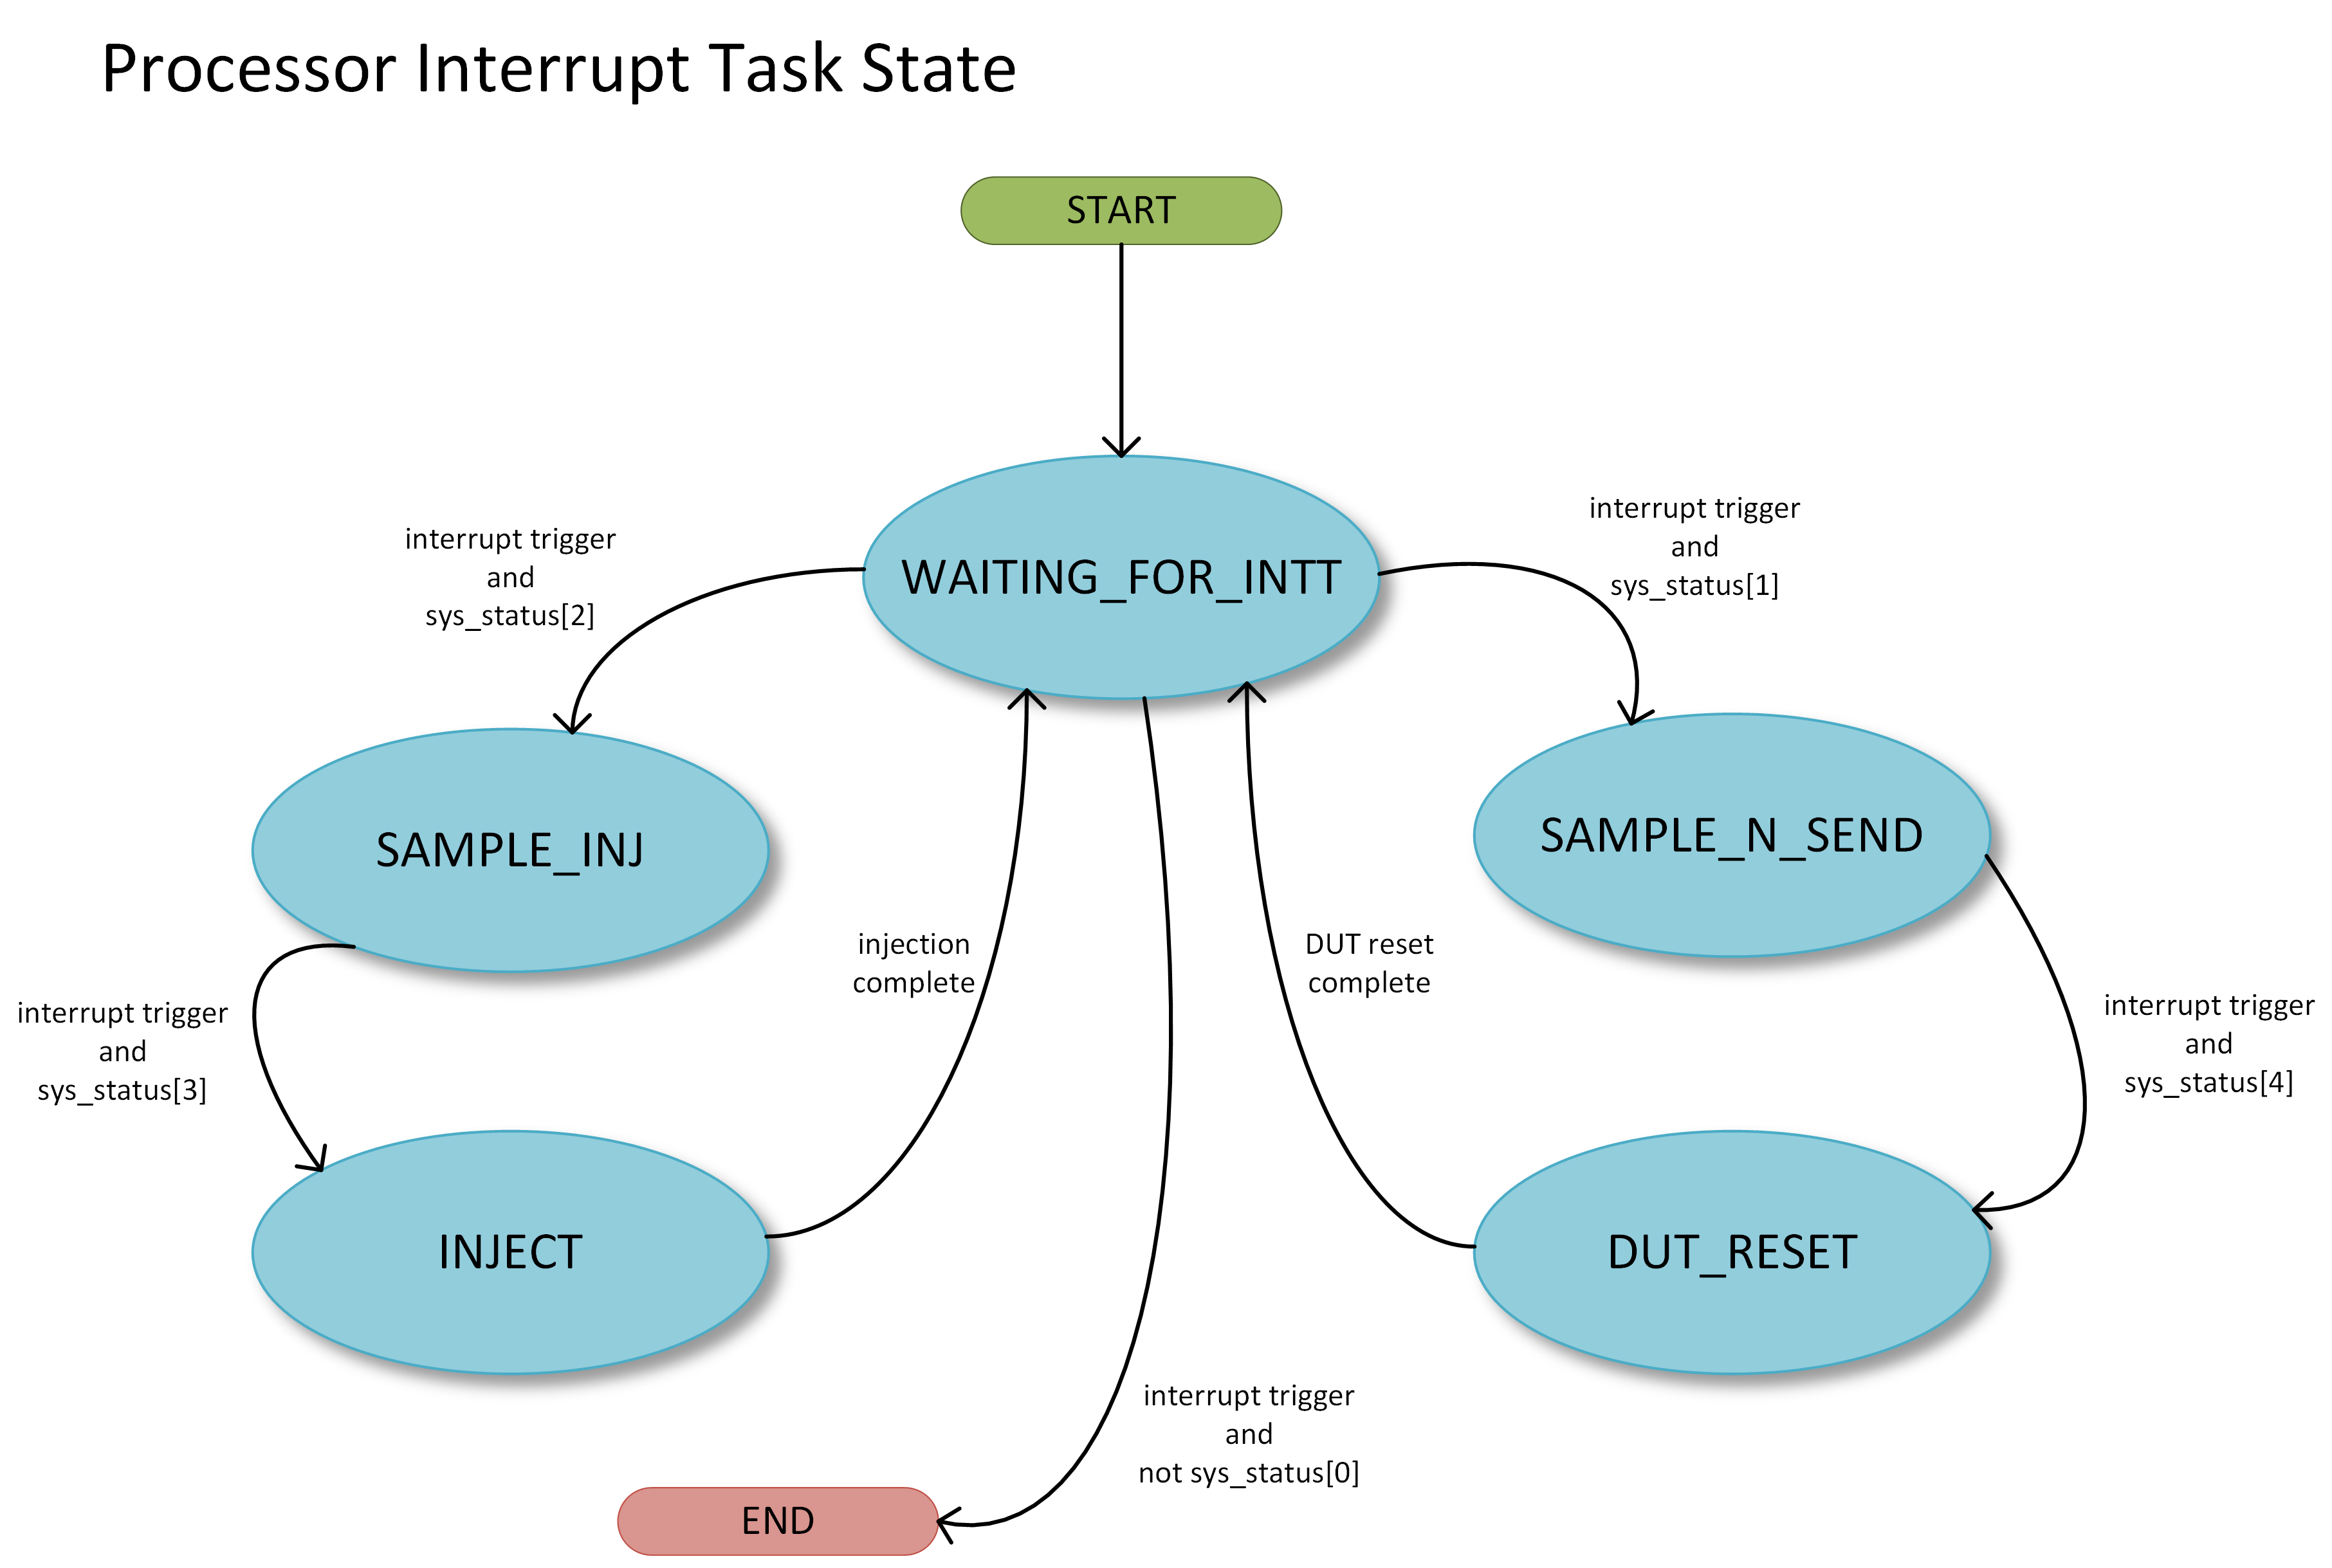 Processor Interrupt Task State
START
interrupt trigger
and
sys_status[1]
interrupt trigger
and
sys_status[2]
WAITING_FOR_INTT
SAMPLE_INJ
SAMPLE_N_SEND
injection
complete
DUT reset
complete
interrupt trigger
and
sys_status[3]
interrupt trigger
and
sys_status[4]
INJECT
DUT_RESET
interrupt trigger
and
not sys_status[0]
END